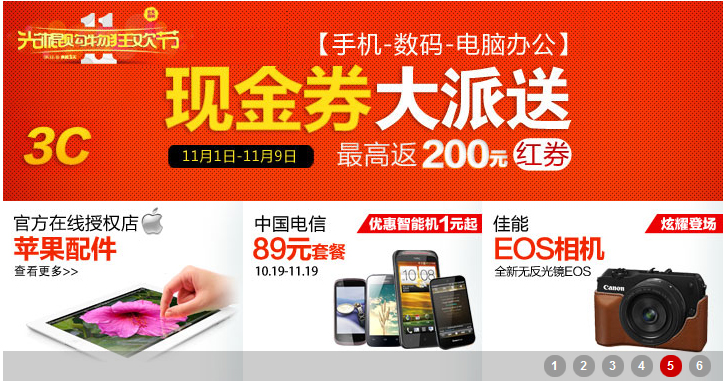 光棍购物狂欢节
11
【手机-数码-电脑办公】
现金券大派送
3C
11月1日-11月9日
最高返200元红券
官方在线授权店
苹果配件
查看更多>>
中国电信
优惠智能机1元起
89元套餐
10.19-11.19
佳能
炫耀登场
EOS相机
全新无反光镜EOS
Canon
1 2 3 4 5 6